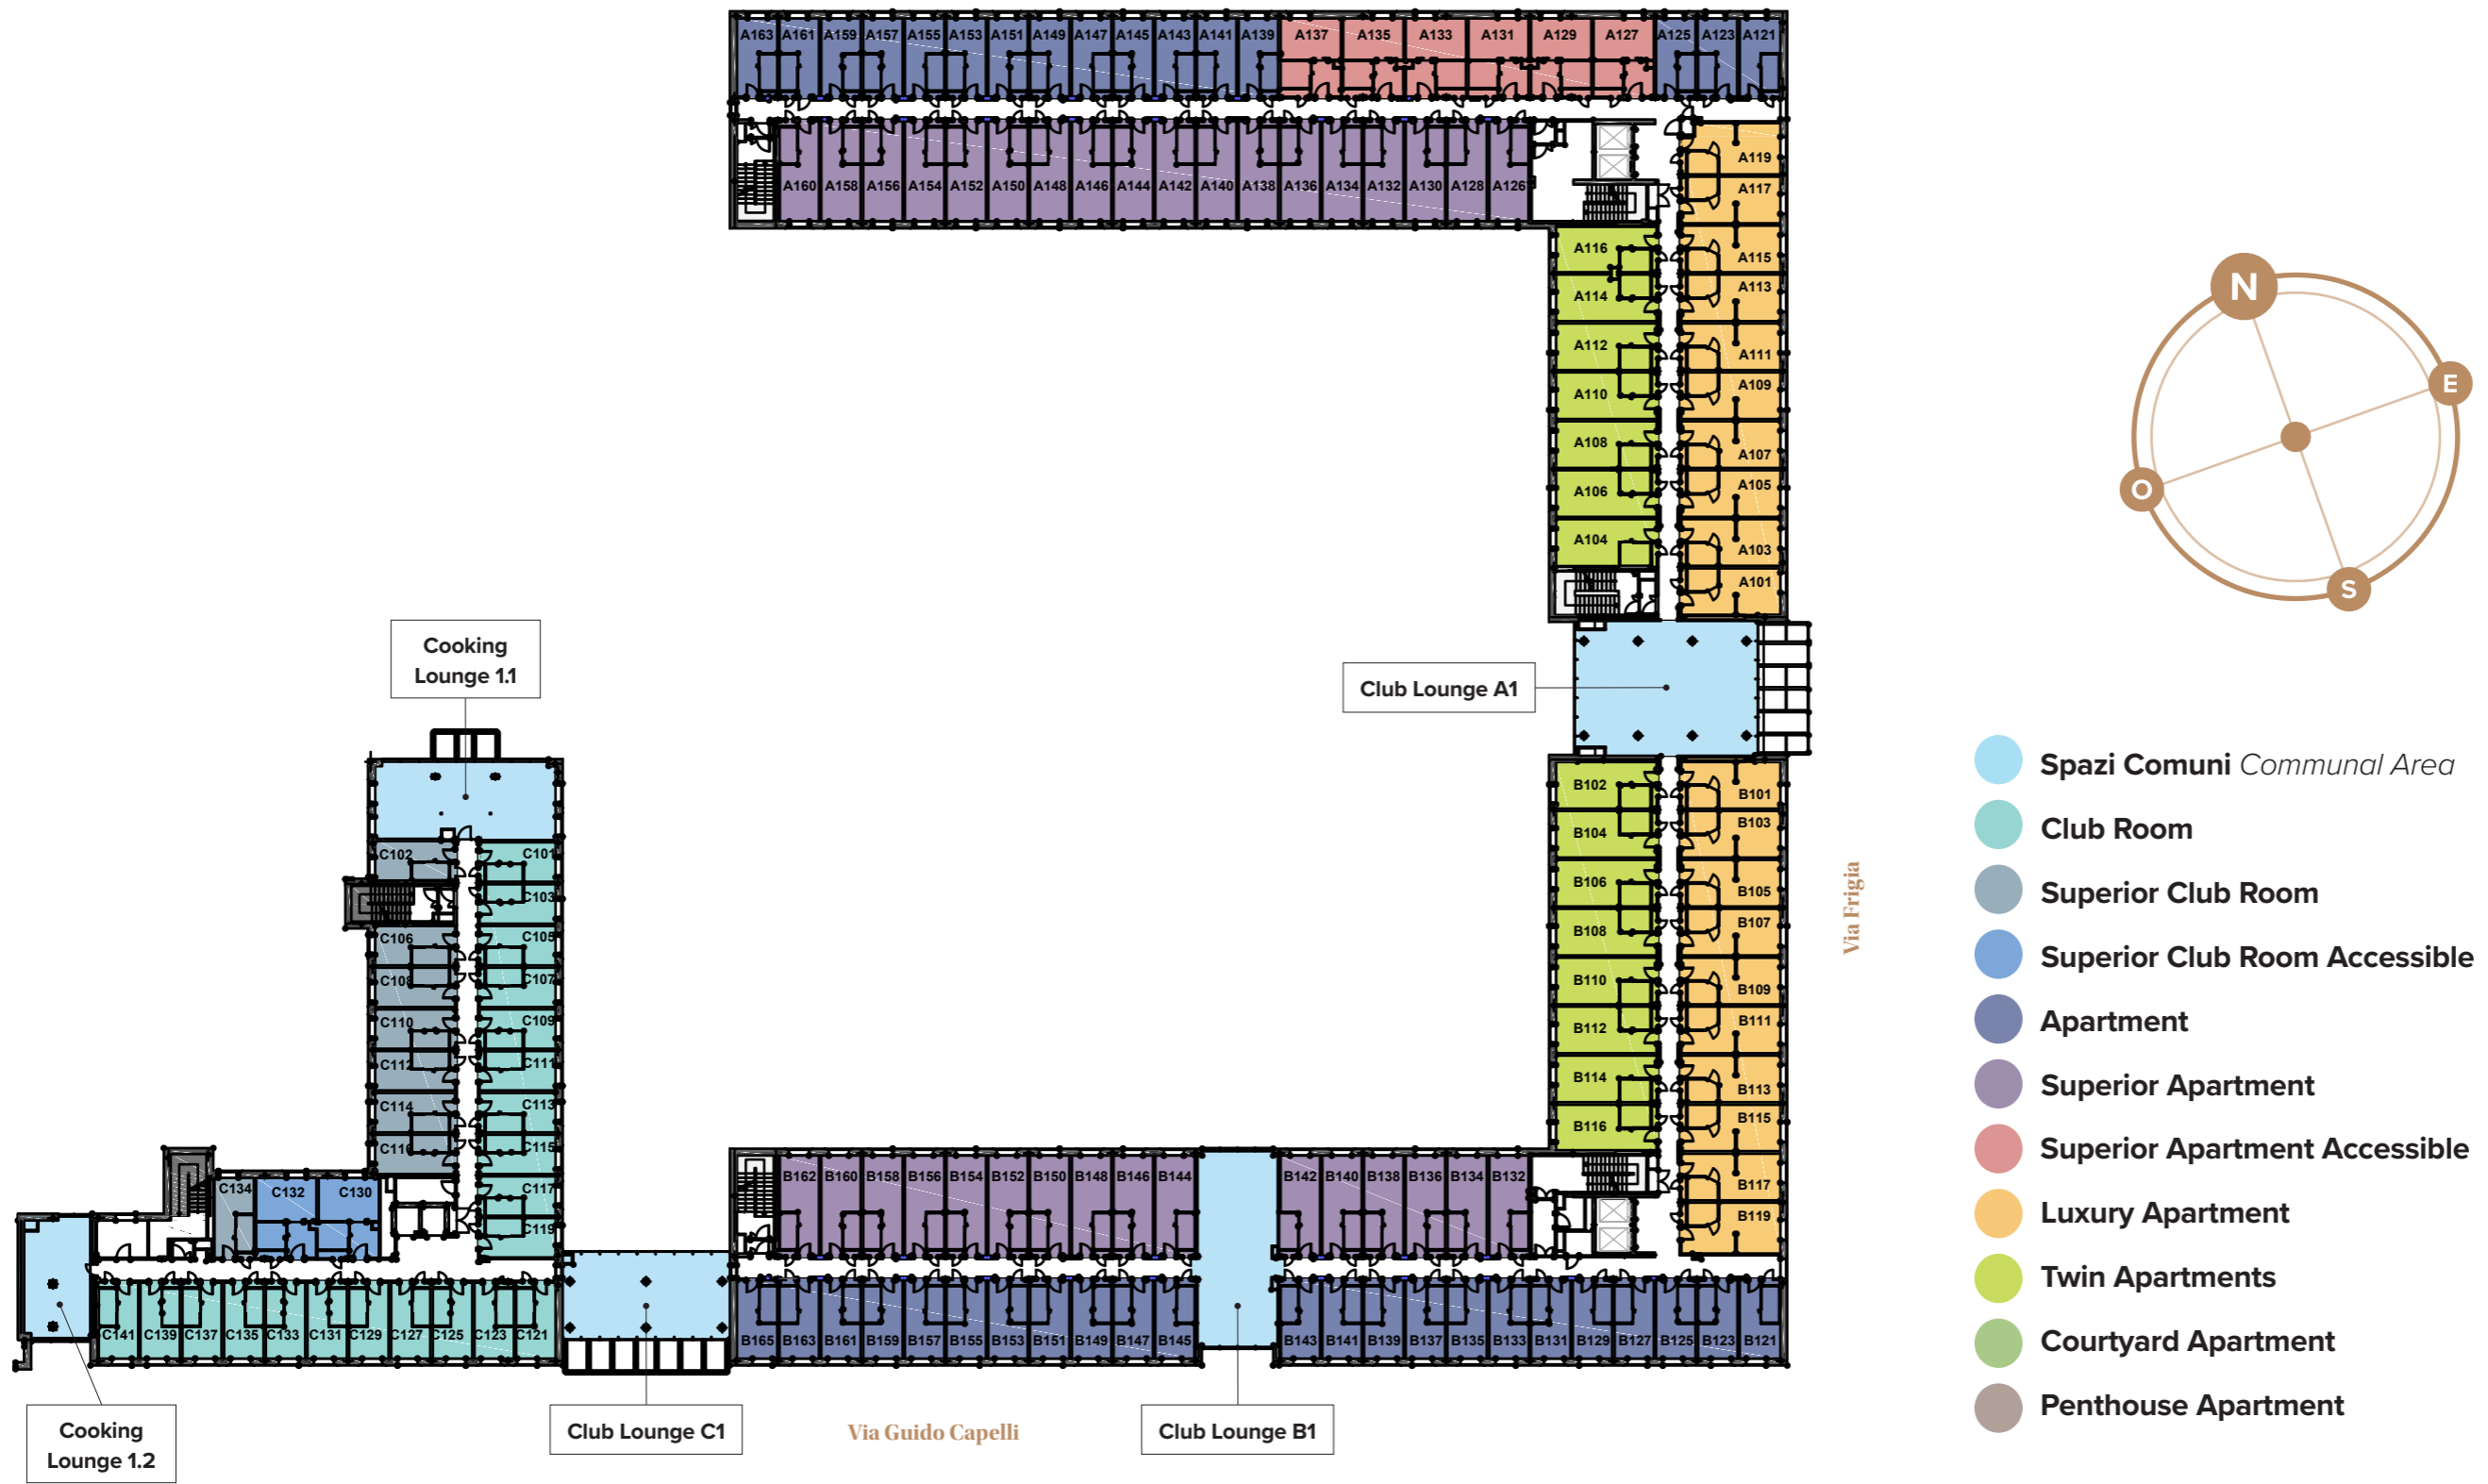 A163 A161 A159 A157 A155 A153 A151 A149 A147 A145 A143 A141 A139 A137 A135 A133 A131 A129 A127 A125 A123 A121
A160 A158 A156 A154 A152 A150 A148 A146 A144 A142 A140 A138 A136 A134 A132 A130 A128 A126
A119
A117
A116
A115
A114
A113
A112
A111
A110
A109
A108
A107
A106
A105
A104
A103
A101
N
E
O
S
Cooking
Lounge 1.1
Club Lounge A1
B102
B101
B104
B103
B106
B105
B108
B107
B110
B109
B112
B111
B114
B113
B116
B115
B117
B119
Via Frigia
C102
C101
C103
C106
C105
C108
C107
C110
C109
C112
C111
C114
C113
C116
C115
C117
C119
C134 C132 C130
B162 B160 B158 B156 B154 B152 B150 B148 B146 B144 B142 B140 B138 B136 B134 B132
C141 C139 C137 C135 C133 C131 C129 C127 C125 C123 C121
B165 B163 B161 B159 B157 B155 B153 B151 B149 B147 B145 B143 B141 B139 B137 B135 B133 B131 B129 B127 B125 B123 B121
Cooking
Lounge 1.2
Club Lounge C1
Via Guido Capelli
Club Lounge B1
Spazi Comuni Communal Area
Club Room
Superior Club Room
Superior Club Room Accessible
Apartment
Superior Apartment
Superior Apartment Accessible
Luxury Apartment
Twin Apartments
Courtyard Apartment
Penthouse Apartment